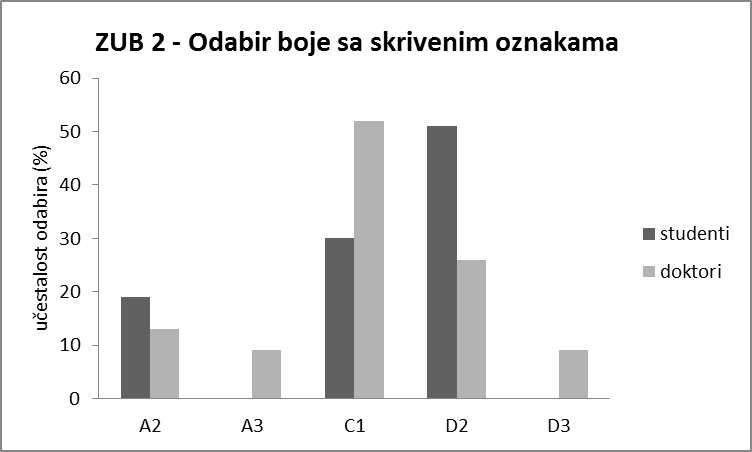 ZUB 2 - Odabir boje sa skrivenim oznakama
učestalost odabira (%)
60
50
40
30
20
10
0
A2
A3
C1
D2
D3
studenti
doktori